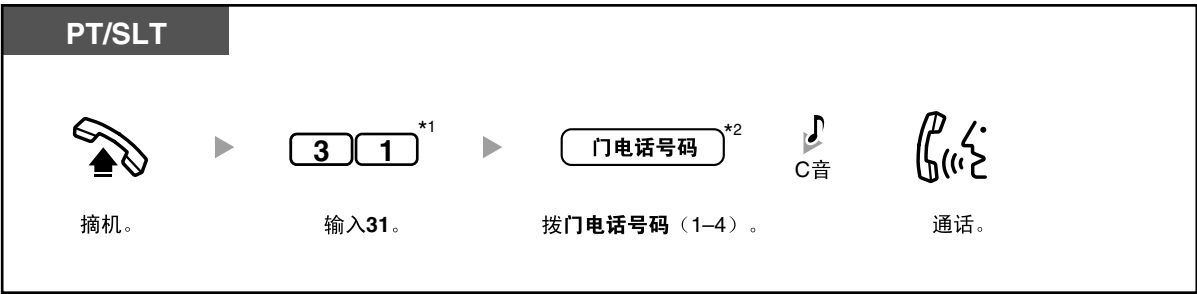 PT/SLT
3 1 *1
门电话号码 *2
C音
摘机。
输入31。
拨门电话号码（1–4）。
通话。